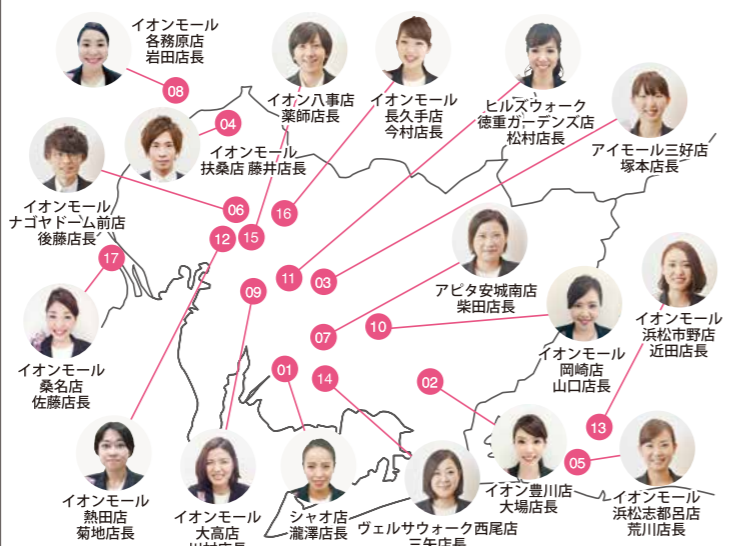 イオンモール
各務原店
岩田店長
08
04
イオンモール
扶桑店 藤井店長
イオン八事店
薬師店長
イオンモール
長久手店
今村店長
ヒルズウォーク
徳重ガーデンズ店
松村店長
アイモール三好店
塚本店長
イオンモール
ナゴヤドーム前店
後藤店長
06
12
15
16
17
09
11
03
アピタ安城南店
柴田店長
07
10
イオンモール
岡崎店
山口店長
イオンモール
浜松市野店
近田店長
イオンモール
桑名店
佐藤店長
01
14
02
13
05
イオンモール
熱田店
菊地店長
イオンモール
大高店
シャオ店
瀧澤店長
ヴェルサウォーク西尾店
三矢店長
イオン豊川店
大場店長
イオンモール
浜松志都呂店
荒川店長